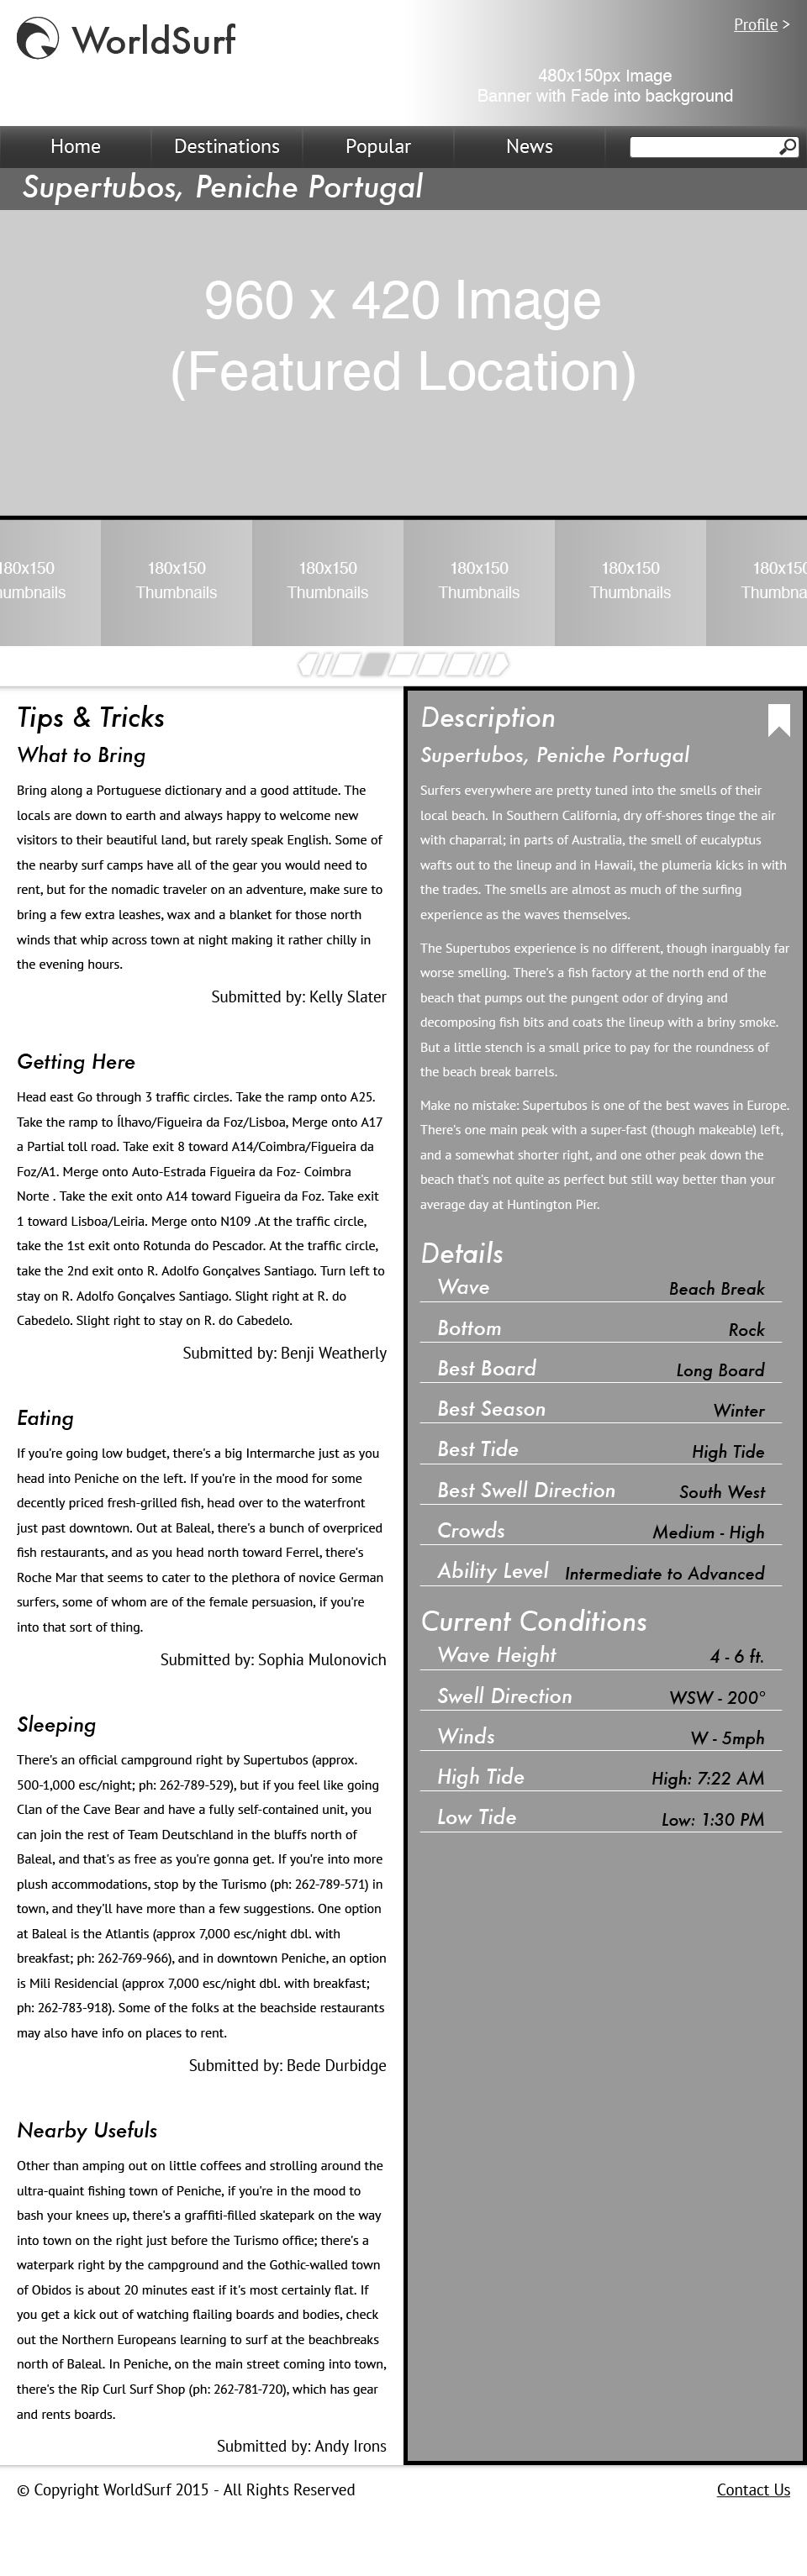 WorldSurf
Profile >
480x150px Image
Banner with Fade into background
Home Destinations Popular News
Supertubos, Peniche Portugal
960 x 420 Image
(Featured Location)
180x150 180x150 180x150 180x150 180x150 180x150
Thumbnails Thumbnails Thumbnails Thumbnails Thumbnails
Tips & Tricks
What to Bring
Bring along a Portuguese dictionary and a good attitude. The
locals are down to earth and always happy to welcome new
visitors to their beautiful land, but rarely speak English. Some of
the nearby surf camps have all of the gear you would need to
rent, but for the nomadic traveler on an adventure, make sure to
bring a few extra leashes, wax and a blanket for those north
winds that whip across town at night making it rather chilly in
the evening hours.
Submitted by: Kelly Slater
Getting Here
Head east Go through 3 traffic circles. Take the ramp onto A25.
Take the ramp to Ílhavo/Figueira da Foz/Lisboa, Merge onto A17
a Partial toll road. Take exit 8 toward A14/Coimbra/Figueira da
Foz/A1. Merge onto Auto-Estrada Figueira da Foz- Coimbra
Norte . Take the exit onto A14 toward Figueira da Foz. Take exit
1 toward Lisboa/Leiria. Merge onto N109 .At the traffic circle,
take the 1st exit onto Rotunda do Pescador. At the traffic circle,
take the 2nd exit onto R. Adolfo Gonçalves Santiago. Turn left to
stay on R. Adolfo Gonçalves Santiago. Slight right at R. do
Cabedelo. Slight right to stay on R. do Cabedelo.
Submitted by: Benji Weatherly
Eating
If you're going low budget, there's a big Intermarche just as you
head into Peniche on the left. If you're in the mood for some
decently priced fresh-grilled fish, head over to the waterfront
just past downtown. Out at Baleal, there's a bunch of overpriced
fish restaurants, and as you head north toward Ferrel, there's
Roche Mar that seems to cater to the plethora of novice German
surfers, some of whom are of the female persuasion, if you're
into that sort of thing.
Submitted by: Sophia Mulonovich
Sleeping
There's an official campground right by Supertubos (approx.
500-1,000 esc/night; ph: 262-789-529), but if you feel like going
Clan of the Cave Bear and have a fully self-contained unit, you
can join the rest of Team Deutschland in the bluffs north of
Baleal, and that's as free as you're gonna get. If you're into more
plush accommodations, stop by the Turismo (ph: 262-789-571) in
town, and they'll have more than a few suggestions. One option
at Baleal is the Atlantis (approx 7,000 esc/night dbl. with
breakfast; ph: 262-769-966), and in downtown Peniche, an option
is Mili Residencial (approx 7,000 esc/night dbl. with breakfast;
ph: 262-783-918). Some of the folks at the beachside restaurants
may also have info on places to rent.
Submitted by: Bede Durbidge
Nearby Usefuls
Other than amping out on little coffees and strolling around the
ultra-quaint fishing town of Peniche, if you're in the mood to
bash your knees up, there's a graffiti-filled skatepark on the way
into town on the right just before the Turismo office; there's a
waterpark right by the campground and the Gothic-walled town
of Obidos is about 20 minutes east if it's most certainly flat. If
you get a kick out of watching flailing boards and bodies, check
out the Northern Europeans learning to surf at the beachbreaks
north of Baleal. In Peniche, on the main street coming into town,
there's the Rip Curl Surf Shop (ph: 262-781-720), which has gear
and rents boards.
Submitted by: Andy Irons
Description
Supertubos, Peniche Portugal
Surfers everywhere are pretty tuned into the smells of their
local beach. In Southern California, dry off-shores tinge the air
with chaparral; in parts of Australia, the smell of eucalyptus
wafts out to the lineup and in Hawaii, the plumeria kicks in with
the trades. The smells are almost as much of the surfing
experience as the waves themselves.
The Supertubos experience is no different, though inarguably far
worse smelling. There's a fish factory at the north end of the
beach that pumps out the pungent odor of drying and
decomposing fish bits and coats the lineup with a briny smoke.
But a little stench is a small price to pay for the roundness of
the beach break barrels.
Make no mistake: Supertubos is one of the best waves in Europe.
There's one main peak with a super-fast (though makeable) left,
and a somewhat shorter right, and one other peak down the
beach that's not quite as perfect but still way better than your
average day at Huntington Pier.
Details
Wave Beach Break
Bottom Rock
Best Board Long Board
Best Season Winter
Best Tide High Tide
Best Swell Direction South West
Crowds Medium - High
Ability Level Intermediate to Advanced
Current Conditions
Wave Height 4 - 6 ft.
Swell Direction WSW - 200°
Winds W - 5mph
High Tide High: 7:22 AM
Low Tide Low: 1:30 PM
© Copyright WorldSurf 2015 - All Rights Reserved
Contact Us